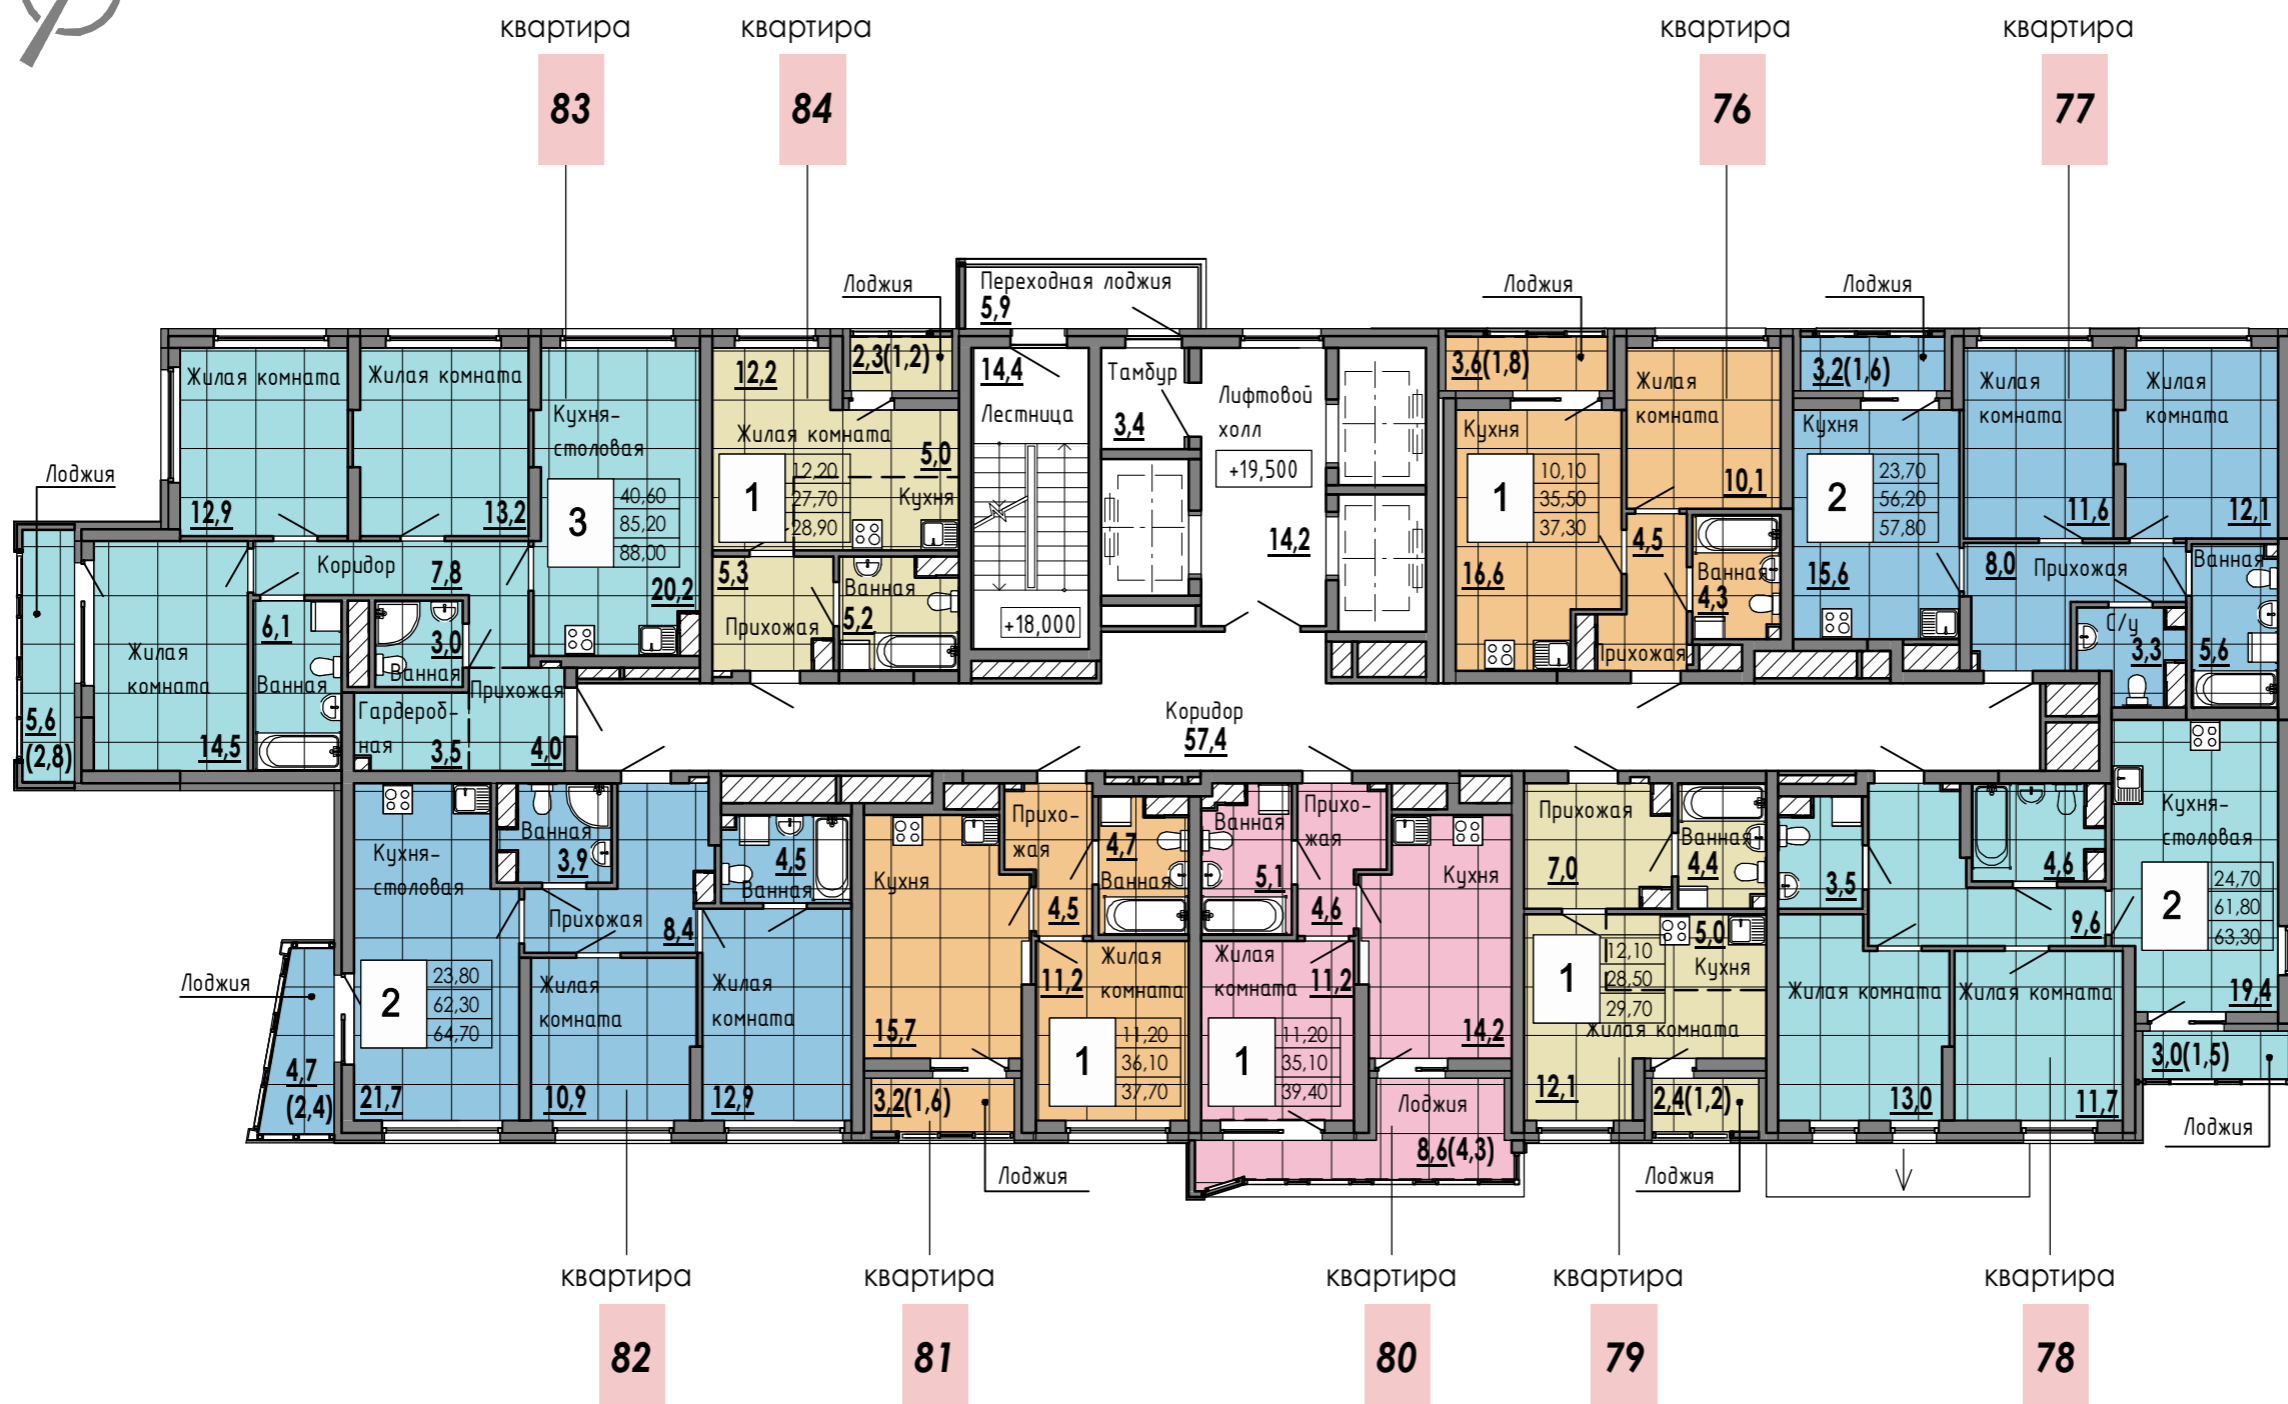 квартира
83
квартира
84
квартира
76
квартира
77
Лоджия
Переходная лоджия
5,9
Лоджия
Лоджия
Лоджия
Жилая комната
12,9
Жилая комната
13,2
Кухня-
столовая
20,2
3
40,60
85,20
88,00
Коридор
7,8
6,1
Ванная
3,0
Ванная
Жилая
комната
14,5
5,6
(2,8)
Гардероб-
ная
3,5
Прихожая
4,0
12,2
2,3(1,2)
Жилая комната
5,0
Кухня
1
12,20
27,70
28,90
5,3
Прихожая
Ванная
5,2
14,4
Лестница
+18,000
Тамбур
3,4
Лифтовой
холл
+19,500
14,2
3,6(1,8)
Кухня
16,6
1
10,10
35,50
37,30
Жилая
комната
10,1
4,5
Прихожая
Ванная
4,3
3,2(1,6)
Кухня
15,6
2
23,70
56,20
57,80
Жилая
комната
11,6
Жилая
комната
12,1
8,0
Прихожая
Ванная
5,6
С/у
3,3
Коридор
57,4
Лоджия
4,7
(2,4)
Кухня-
столовая
21,7
2
23,80
62,30
64,70
Ванная
3,9
Прихожая
8,4
4,5
Ванная
Жилая
комната
10,9
Жилая
комната
12,9
Кухня
15,7
3,2(1,6)
Лоджия
Прихо-
жая
4,5
4,7
Ванная
11,2
Жилая
комната
1
11,20
36,10
37,70
Ванная
5,1
Прихо-
жая
4,6
Кухня
14,2
Жилая
комната
11,2
1
11,20
35,10
39,40
Лоджия
8,6(4,3)
Прихожая
7,0
Ванная
4,4
5,0
Кухня
1
12,10
28,50
29,70
Жилая комната
12,1
2,4(1,2)
Лоджия
3,5
4,6
9,6
Жилая комната
13,0
Жилая комната
11,7
Кухня-
столовая
19,4
2
24,70
61,80
63,30
3,0(1,5)
Лоджия
квартира
82
квартира
81
квартира
80
квартира
79
квартира
78